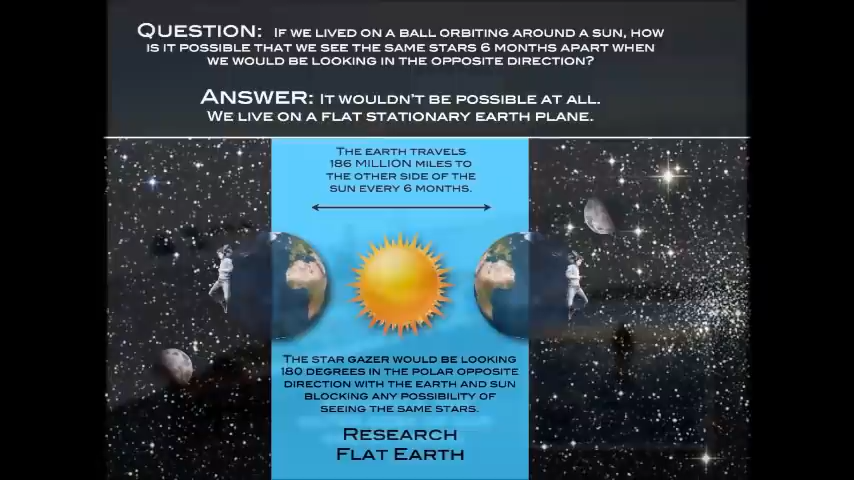 QUESTION: IF WE LIVED ON A BALL ORBITING AROUND A SUN, HOW
IS IT POSSIBLE THAT WE SEE THE SAME STARS 6 MONTHS APART WHEN
WE WOULD BE LOOKING IN THE OPPOSITE DIRECTION?
ANSWER: IT WOULDN'T BE POSSIBLE AT ALL.
WE LIVE ON A FLAT STATIONARY EARTH PLANE.
THE EARTH TRAVELS
186 MILLION MILES TO
THE OTHER SIDE OF THE
SUN EVERY 6 MONTHS.
THE STAR GAZER WOULD BE LOOKING
180 DEGREES IN THE POLAR OPPOSITE
DIRECTION WITH THE EARTH AND SUN
BLOCKING ANY POSSIBILITY OF
SEEING THE SAME STARS.
RESEARCH
FLAT EARTH